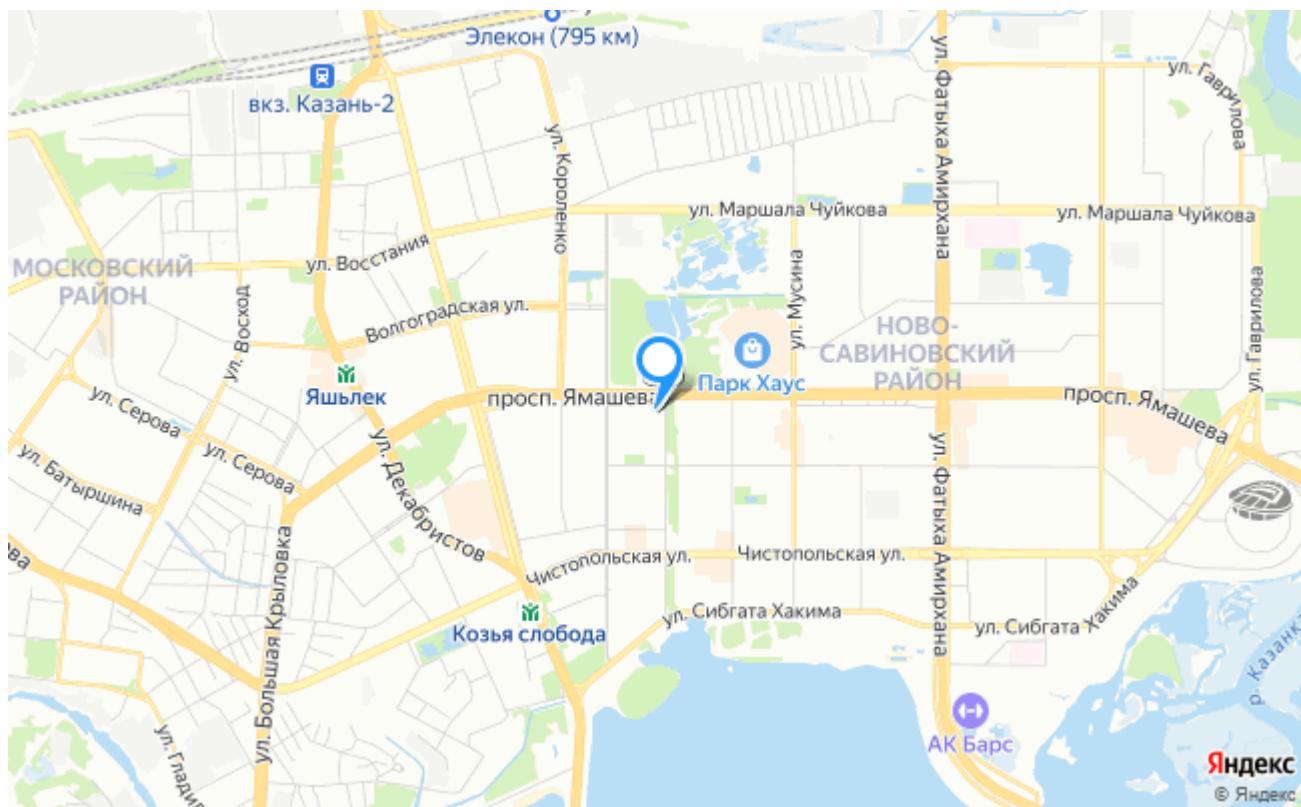 Элекон (795 км)
вкз. Казань-2
ул. Гаврилова
ул. Фатыха Амирхана
ул. Короленко
ул. Маршала Чуйкова
ул. Маршала Чуйкова
ул. Восстания
МОСКОВСКИЙ
РАЙОН
ул. Восход
Волгоградская ул.
ул. Мусина
НОВО-
САВИНОВСКИЙ
РАЙОН
ул. Гаврилова
Яшьлек
Парк Хаус
просп. Ямашева
просп. Ямашева
ул. Серова
ул. Серова
ул. Батыршина
ул. Декабристов
ул. Фатыха Амирхана
Чистопольская ул.
Чистопольская ул.
ул. Большая Крыловка
ул. Сибгата Хакима
ул. Сибгата Хакима
Козья слобода
АК Барс
Яндекс
© Яндекс